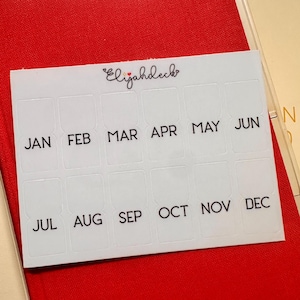 Elijahdeck
JAN FEB MAR APR MAY JUN
JUL AUG SEP OCT NOV DEC
N